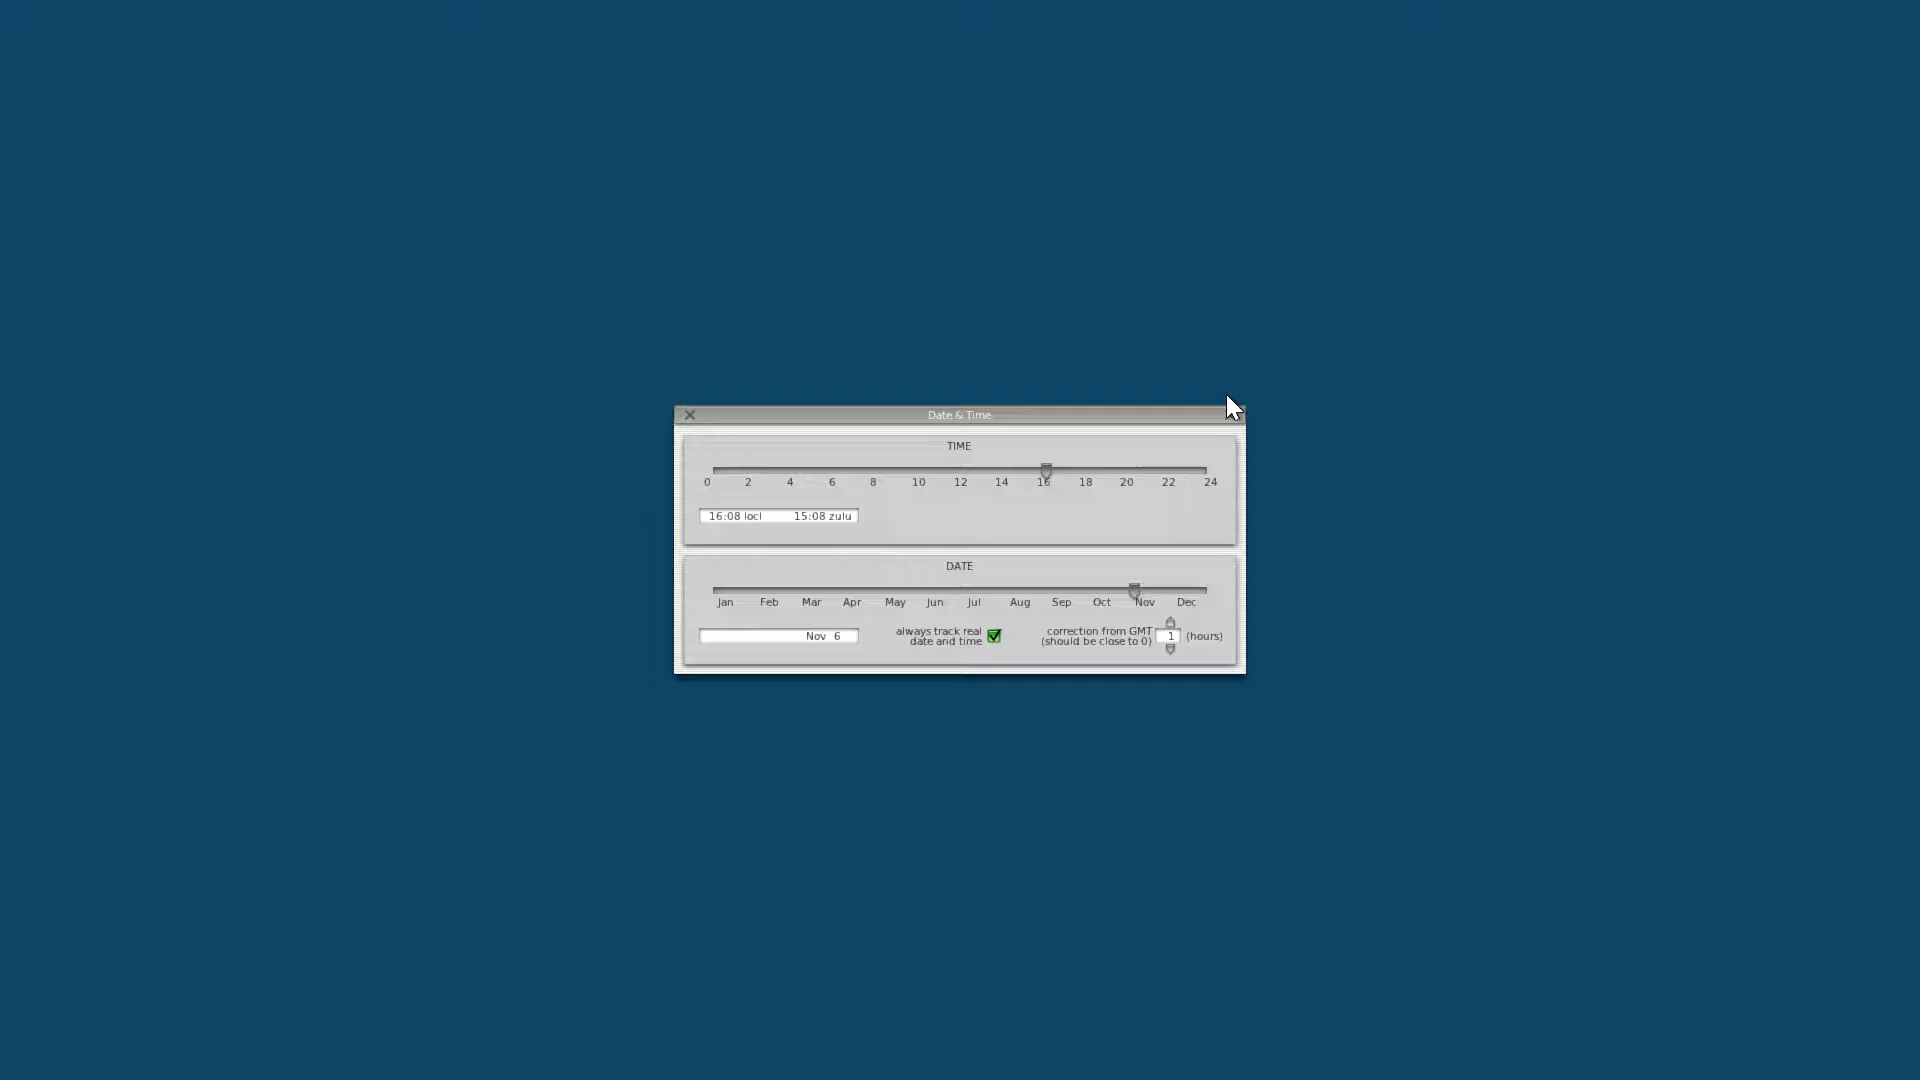 Date & Time
TIME
0 2 4 6 8 10 12 14 16 18 20 22 24
16:08 locl 15:08 zulu
DATE
Jan Feb Mar Apr May Jun Jul Aug Sep Oct Nov Dec
Nov 6
always track real
date and time
correction from GMT
(should be close to 0)
1 (hours)